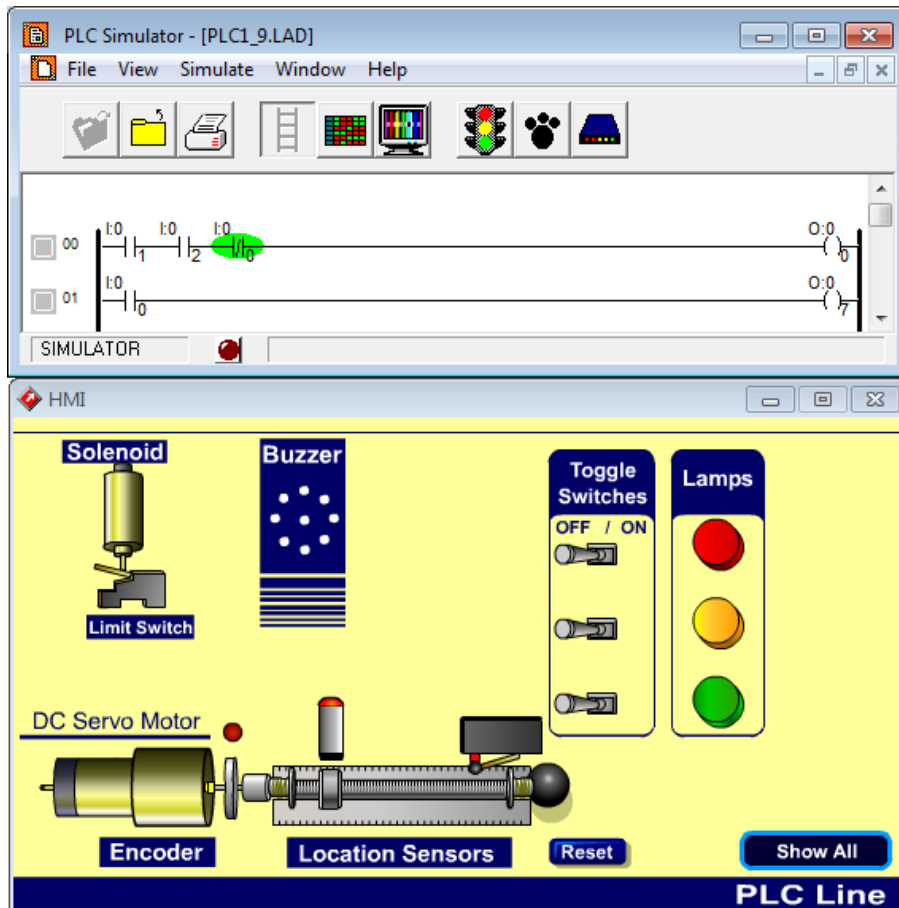 PLC Simulator - [PLC1_9.LAD]
File View Simulate Window Help
I:0 I:0 I:0 O:0
00 1 2 0 0
I:0 O:0
01 0 7
SIMULATOR
HMI
Solenoid
Limit Switch
Buzzer
Toggle
Switches
OFF / ON
Lamps
DC Servo Motor
Encoder
Location Sensors
Reset
Show All
PLC Line